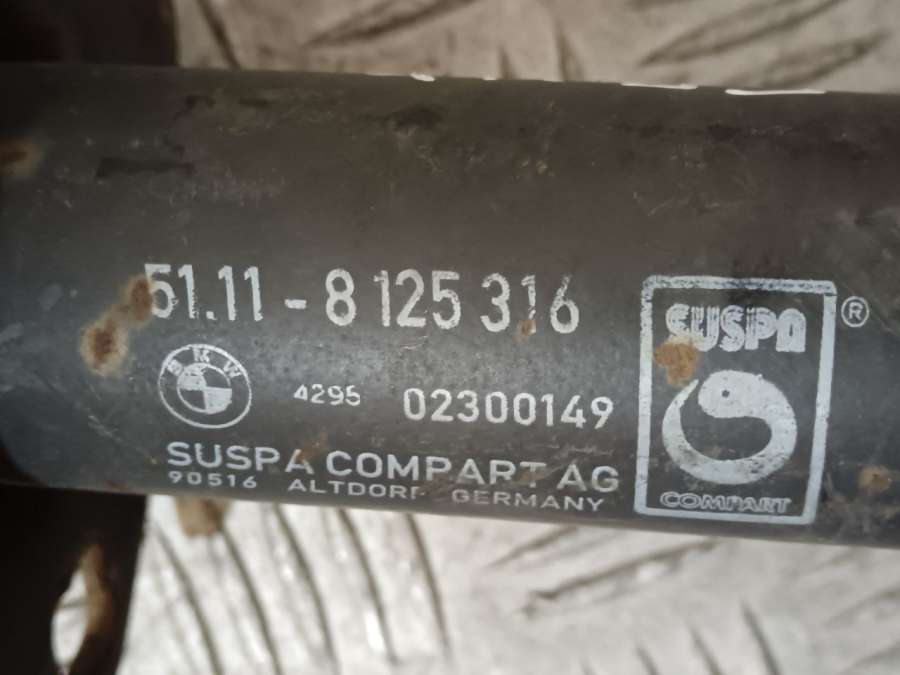 51.11 - 8 125 316
BMW 4295 02300149
SUSPA COMPART AG
90516 ALTDORF GERMANY
SUSPA ®
COMPART